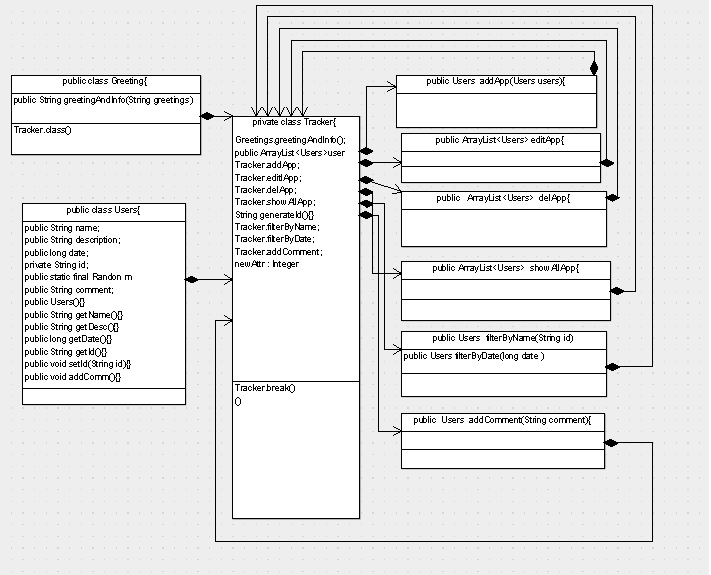 public class Greeting{
public String greetingAndInfo(String greetings)
Tracker.class()
public class Users{
public String name;
public String description;
public long date;
private String id;
public static final Randon rn
public String comment;
public Users(){}
public String getName(){}
public String getDesc(){}
public long getDate(){}
public String getId(){}
public void setId(String id){}
public void addComm(){}
private class Tracker{
Greetings.greetingAndInfo();
public ArrayList<Users>user
Tracker.addApp;
Tracker.editlApp;
Tracker.delApp;
Tracker.showAllApp;
String generateId(){}
Tracker.filterByName;
Tracker.filterByDate;
Tracker.addComment;
newAttr : Integer
Tracker.break()
()
public Users addApp(Users users){
public ArrayList<Users> editApp{
public ArrayList<Users> delApp{
public ArrayList<Users> showAllApp{
public Users filterByName(String id)
public Users filterByDate(long date )
public Users addComment(String comment){